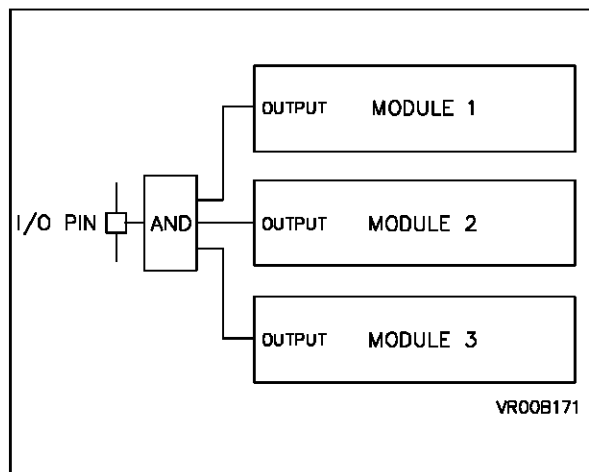 OUTPUT MODULE 1
I/O PIN AND OUTPUT MODULE 2
OUTPUT MODULE 3
VR00B171